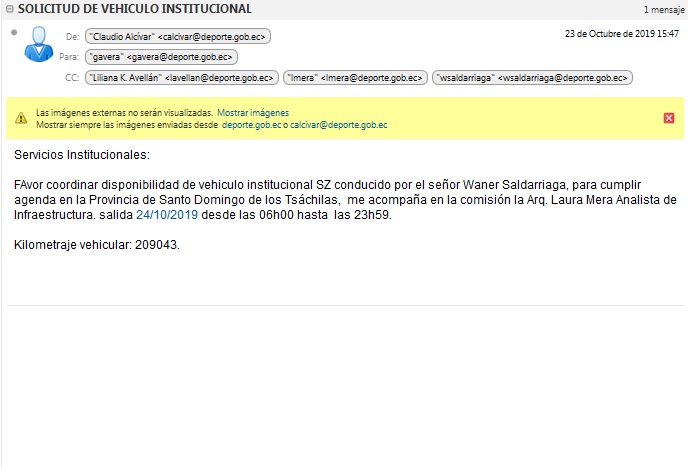 SOLICITUD DE VEHICULO INSTITUCIONAL
1 mensaje
De: "Claudio Alcívar" <calcivar@deporte.gob.ec>
23 de Octubre de 2019 15:47
Para: "gavera" <gavera@deporte.gob.ec>
CC: "Liliana K. Avellán" <lavellan@deporte.gob.ec> "lmera" <lmera@deporte.gob.ec> "wsaldarriaga" <wsaldarriaga@deporte.gob.ec>
Las imágenes externas no serán visualizadas. Mostrar imágenes
Mostrar siempre las imágenes enviadas desde deporte.gob.ec o calcivar@deporte.gob.ec
Servicios Institucionales:
FAvor coordinar disponibilidad de vehiculo institucional SZ conducido por el señor Waner Saldarriaga, para cumplir
agenda en la Provincia de Santo Domingo de los Tsáchilas, me acompaña en la comisión la Arq. Laura Mera Analista de
Infraestructura. salida 24/10/2019 desde las 06h00 hasta las 23h59.
Kilometraje vehicular: 209043.